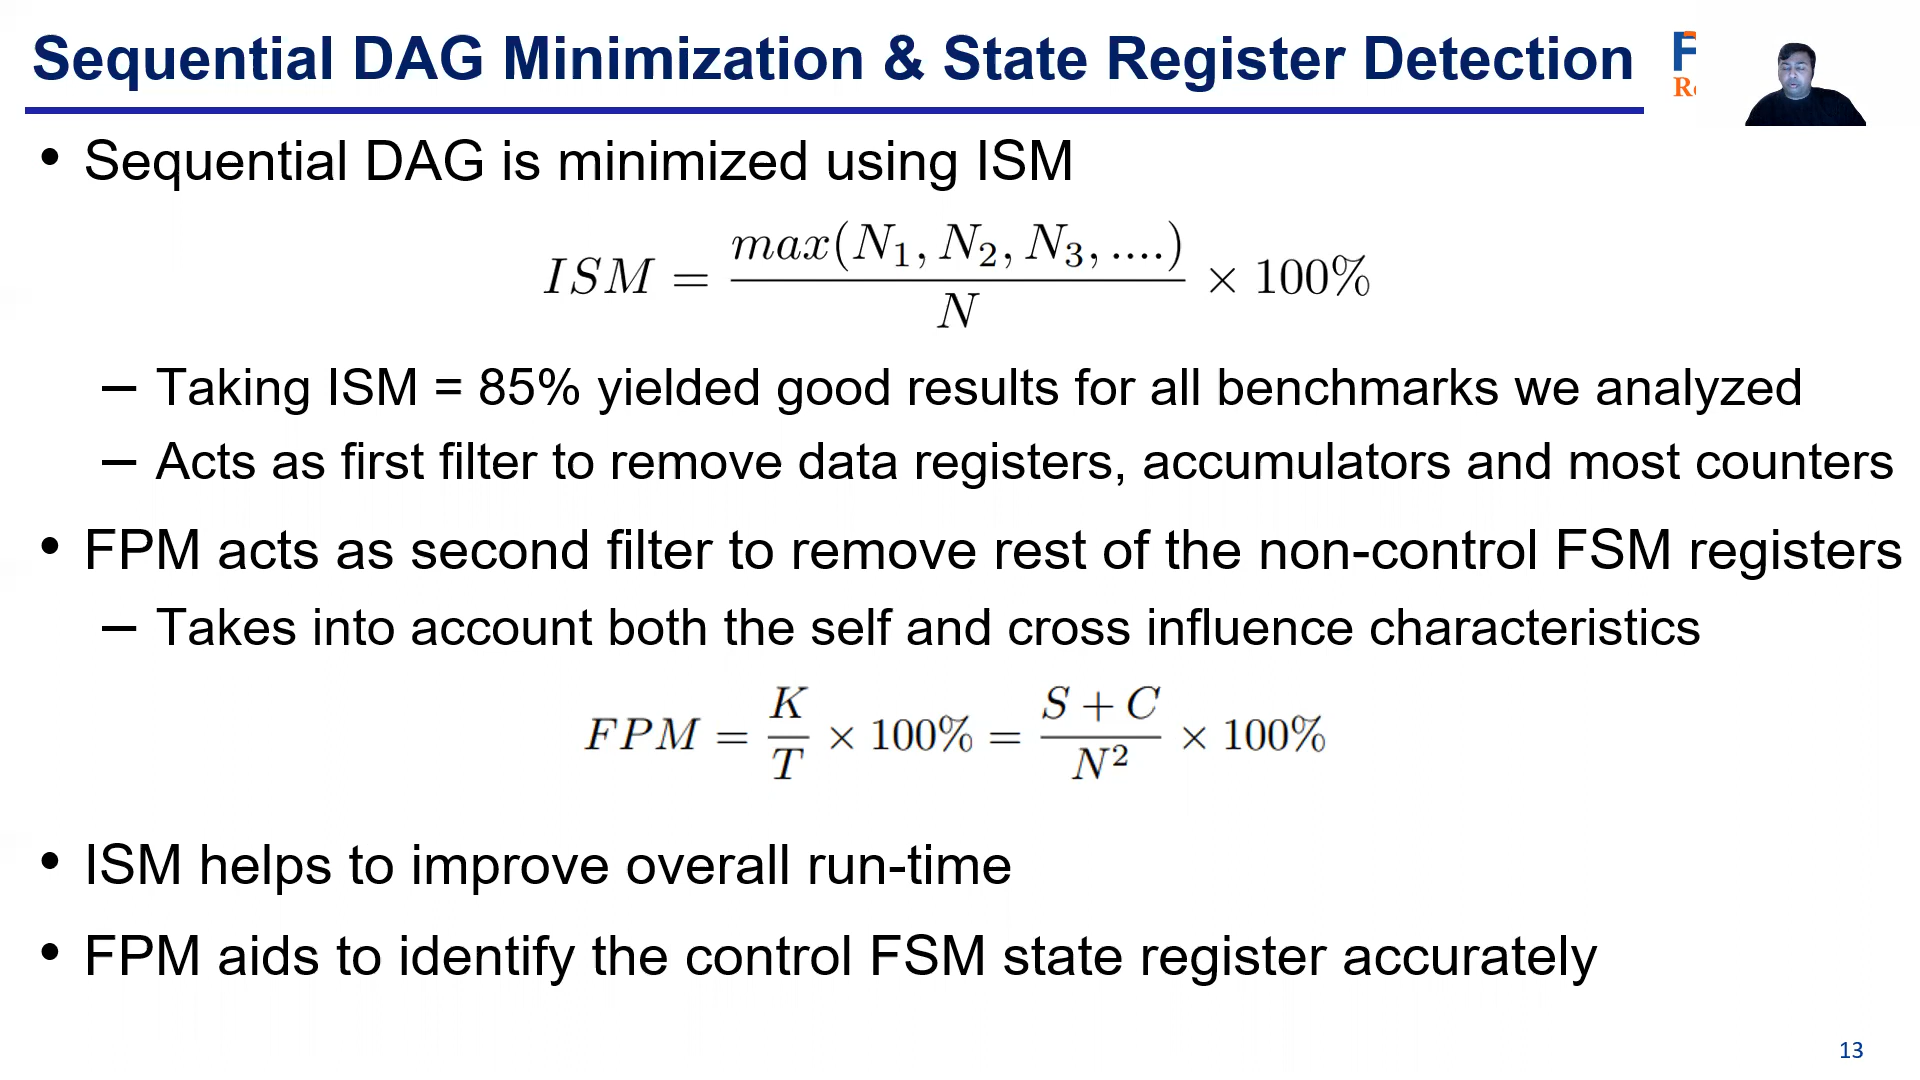 Sequential DAG Minimization & State Register Detection
• Sequential DAG is minimized using ISM
ISM = max(N₁, N₂, N₃, ....) / N × 100%
– Taking ISM = 85% yielded good results for all benchmarks we analyzed
– Acts as first filter to remove data registers, accumulators and most counters
• FPM acts as second filter to remove rest of the non-control FSM registers
– Takes into account both the self and cross influence characteristics
FPM = K / T × 100% = S + C / N² × 100%
• ISM helps to improve overall run-time
• FPM aids to identify the control FSM state register accurately
13